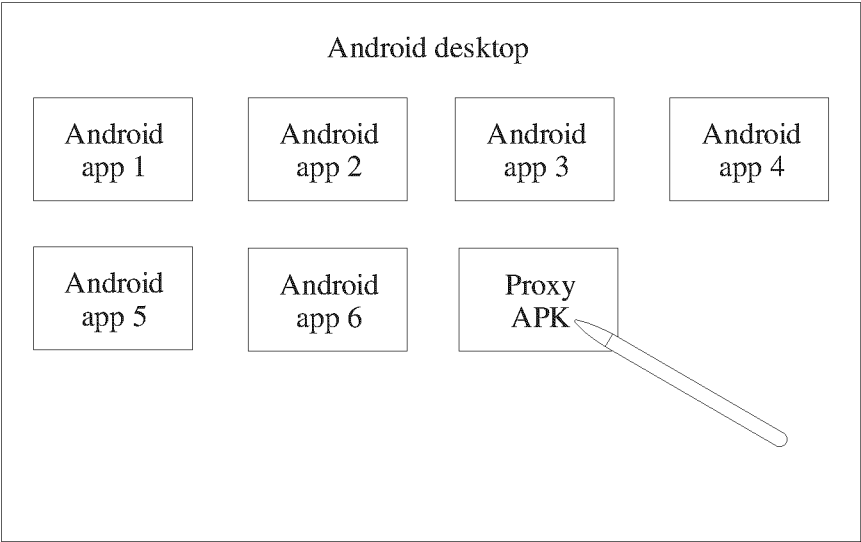 Android desktop
Android
app 1
Android
app 2
Android
app 3
Android
app 4
Android
app 5
Android
app 6
Proxy
APK